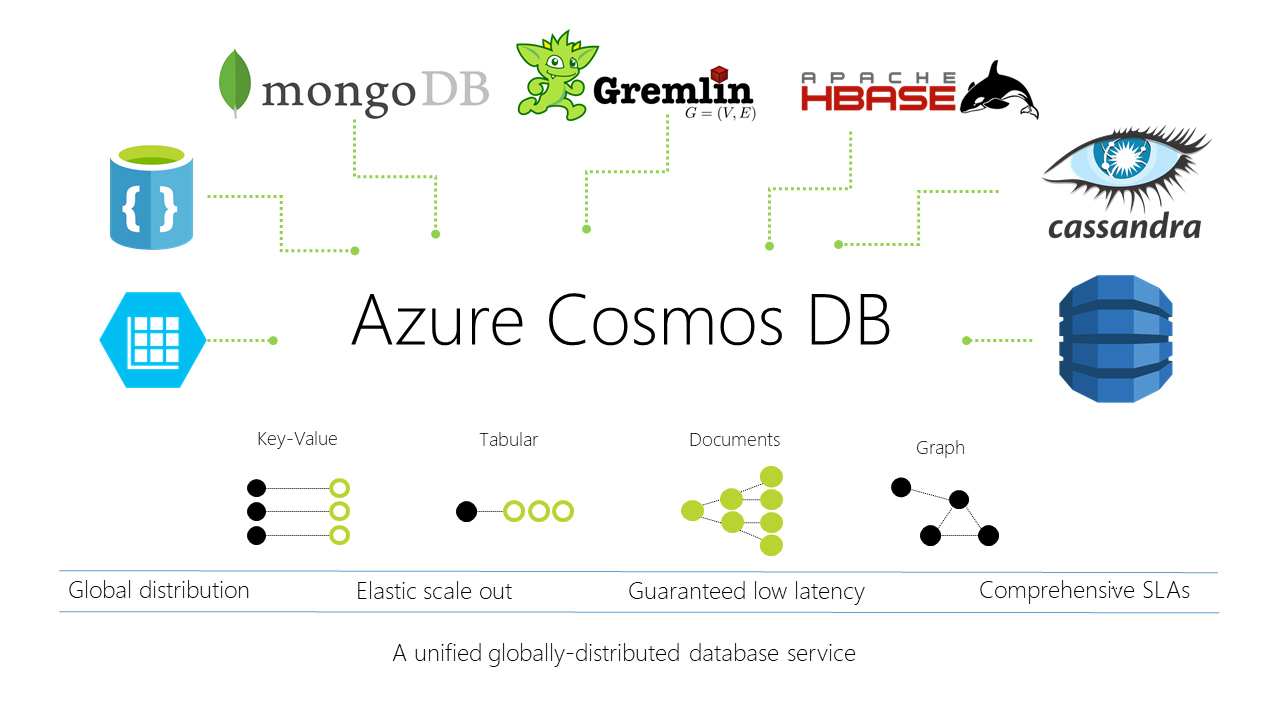 mongoDB
Gremlin
G = (V, E)
APACHE
HBASE
{ }
cassandra
Azure Cosmos DB
Key-Value
Tabular
Documents
Graph
Global distribution
Elastic scale out
Guaranteed low latency
Comprehensive SLAs
A unified globally-distributed database service